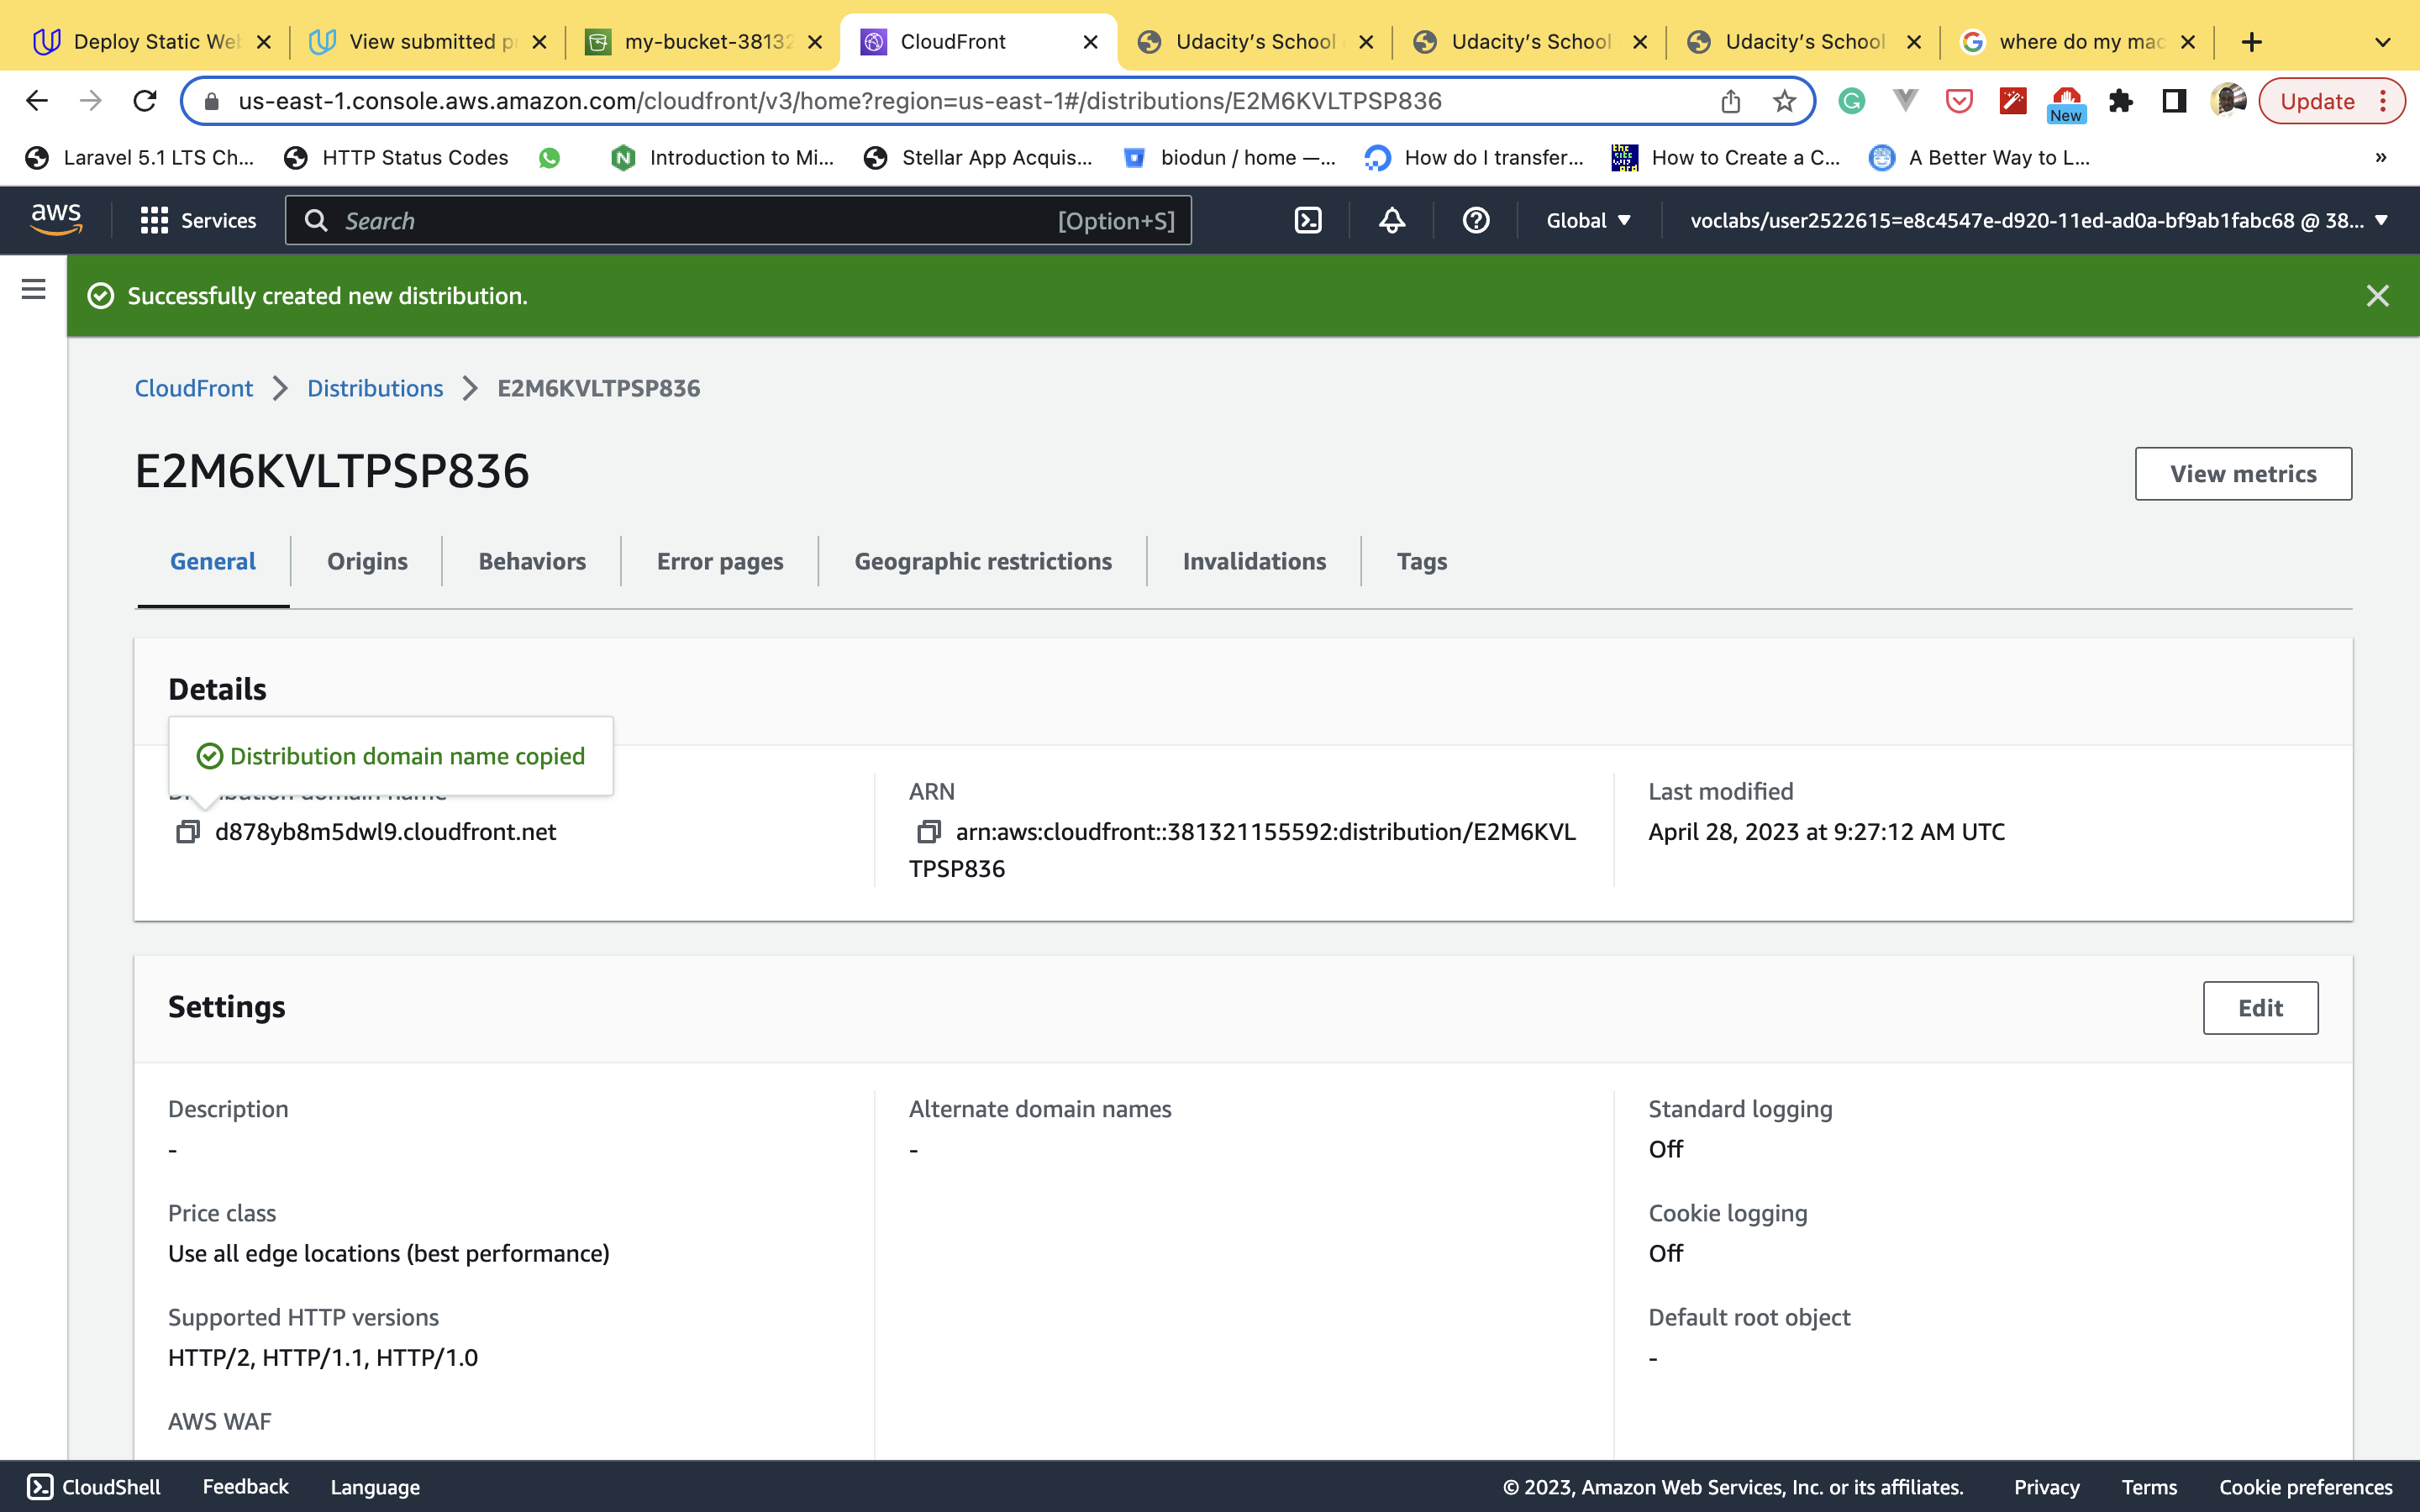 Deploy Static Web
View submitted p
my-bucket-38132
CloudFront
Udacity's School
Udacity's School
Udacity's School
where do my mac
us-east-1.console.aws.amazon.com/cloudfront/v3/home?region=us-east-1#/distributions/E2M6KVLTPSP836
New
Update
Laravel 5.1 LTS Ch...
HTTP Status Codes
Introduction to Mi...
Stellar App Acquis...
biodun / home —...
How do I transfer...
How to Create a C...
A Better Way to L...
»
aws
Services
Search
[Option+S]
Global
voclabs/user2522615=e8c4547e-d920-11ed-ad0a-bf9ab1fabc68 @ 38...
Successfully created new distribution.
CloudFront
Distributions
E2M6KVLTPSP836
E2M6KVLTPSP836
View metrics
General
Origins
Behaviors
Error pages
Geographic restrictions
Invalidations
Tags
Details
Distribution domain name copied
Distribution domain name
d878yb8m5dwl9.cloudfront.net
ARN
arn:aws:cloudfront::381321155592:distribution/E2M6KVL
TPSP836
Last modified
April 28, 2023 at 9:27:12 AM UTC
Settings
Edit
Description
-
Price class
Use all edge locations (best performance)
Supported HTTP versions
HTTP/2, HTTP/1.1, HTTP/1.0
AWS WAF
Alternate domain names
-
Standard logging
Off
Cookie logging
Off
Default root object
-
CloudShell
Feedback
Language
© 2023, Amazon Web Services, Inc. or its affiliates.
Privacy
Terms
Cookie preferences